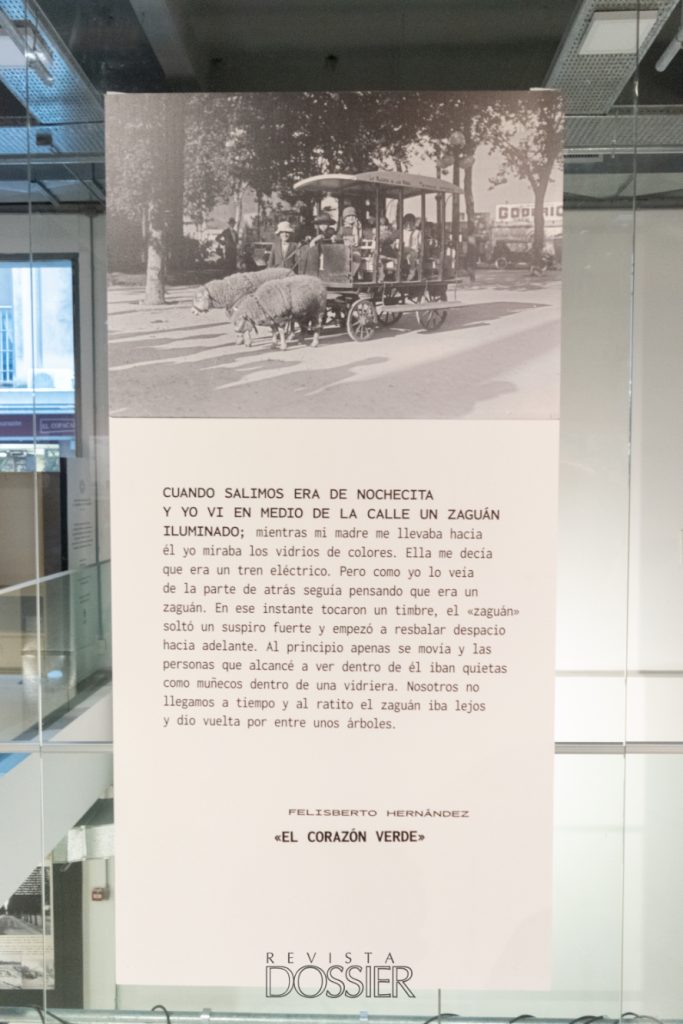 GODERIC
CUANDO SALIMOS ERA DE NOCHECITA
Y YO VI EN MEDIO DE LA CALLE UN ZAGUÁN
ILUMINADO; mientras mi madre me llevaba hacia
él yo miraba los vidrios de colores. Ella me decía
que era un tren eléctrico. Pero como yo lo veía
de la parte de atrás seguía pensando que era un
zaguán. En ese instante tocaron un timbre, el «zaguán»
soltó un suspiro fuerte y empezó a resbalar despacio
hacia adelante. Al principio apenas se movía y las
personas que alcancé a ver dentro de él iban quietas
como muñecos dentro de una vidriera. Nosotros no
llegamos a tiempo y al ratito el zaguán iba lejos
y dio vuelta por entre unos árboles.
FELISBERTO HERNÁNDEZ
«EL CORAZÓN VERDE»
REVISTA
DOSSIER